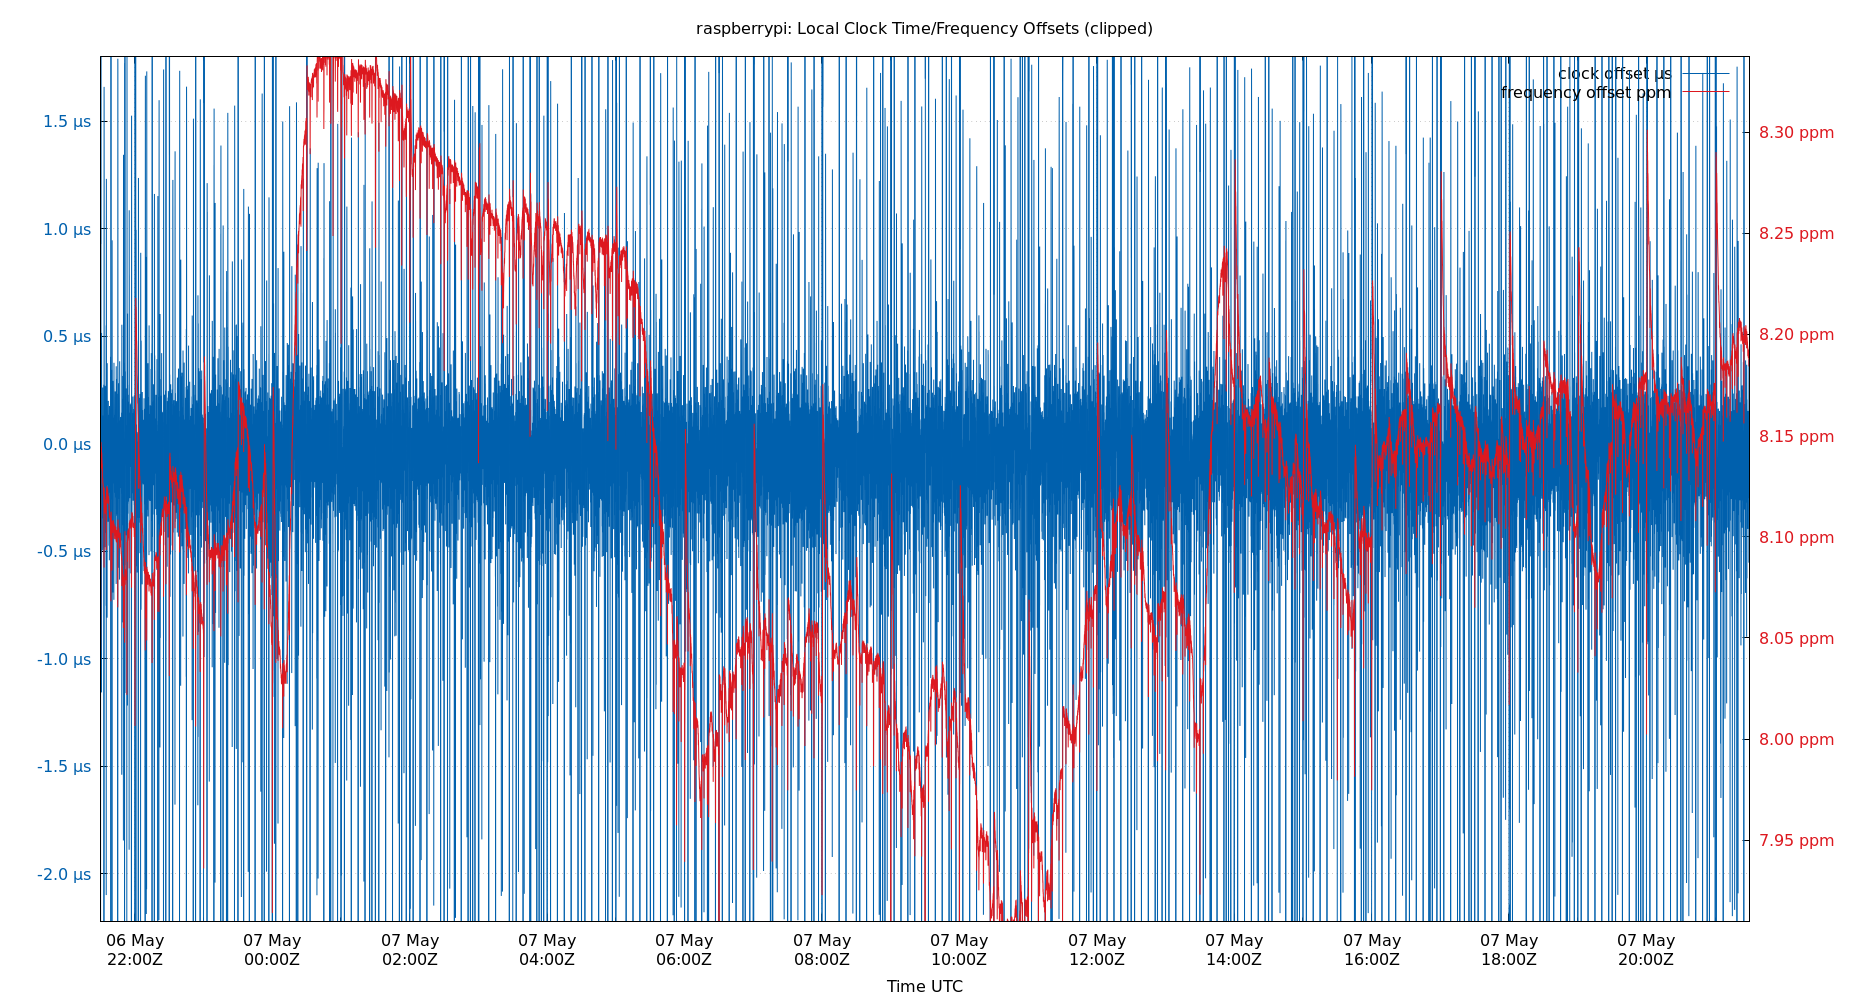 raspberrypi: Local Clock Time/Frequency Offsets (clipped)
clock offset µs
frequency offset ppm
1.5 µs
1.0 µs
0.5 µs
0.0 µs
-0.5 µs
-1.0 µs
-1.5 µs
-2.0 µs
8.30 ppm
8.25 ppm
8.20 ppm
8.15 ppm
8.10 ppm
8.05 ppm
8.00 ppm
7.95 ppm
06 May 07 May 07 May 07 May 07 May 07 May 07 May 07 May 07 May 07 May 07 May 07 May
22:00Z 00:00Z 02:00Z 04:00Z 06:00Z 08:00Z 10:00Z 12:00Z 14:00Z 16:00Z 18:00Z 20:00Z
Time UTC